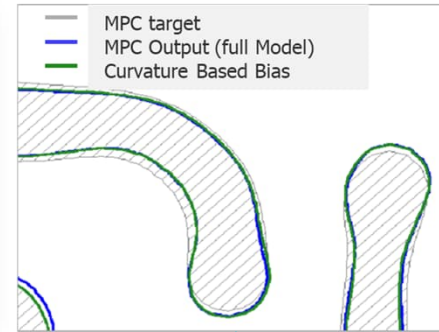 MPC target
MPC Output (full Model)
Curvature Based Bias